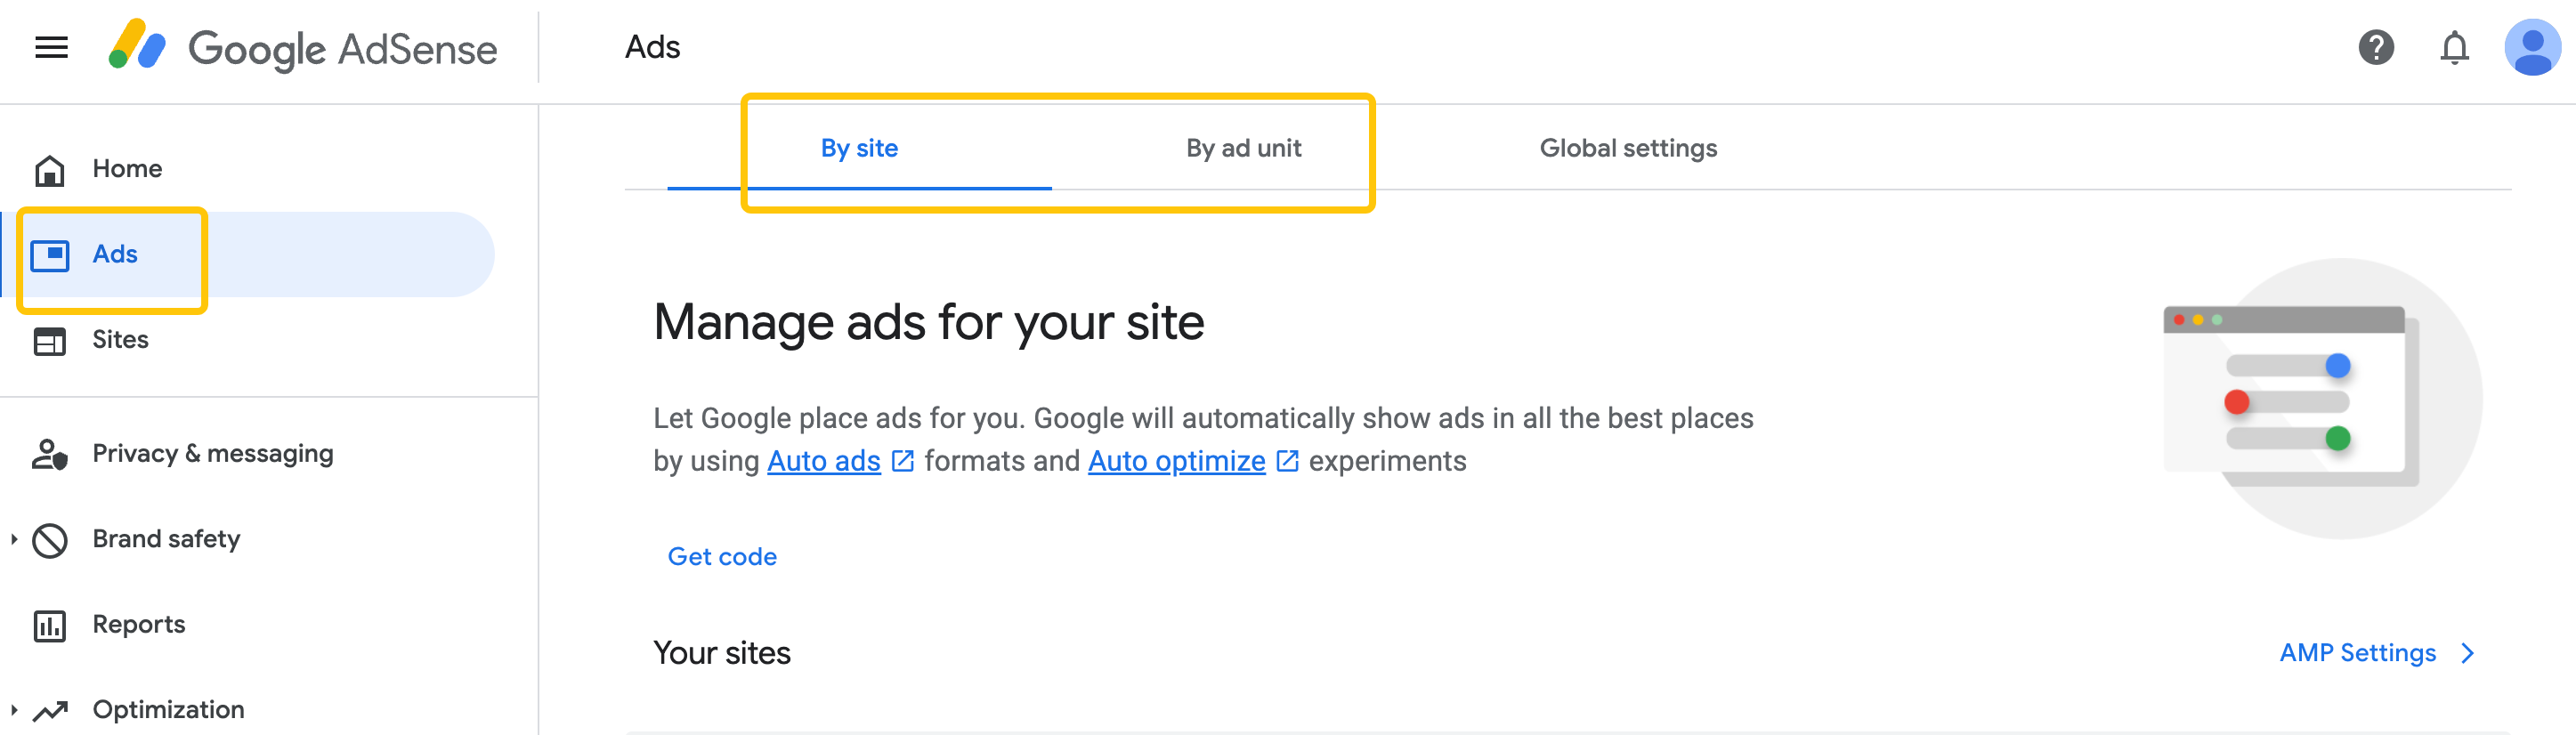 Google AdSense
Ads
Home
Ads
Sites
Privacy & messaging
Brand safety
Reports
Optimization
By site
By ad unit
Global settings
Manage ads for your site
Let Google place ads for you. Google will automatically show ads in all the best places
by using Auto ads formats and Auto optimize experiments
Get code
Your sites
AMP Settings